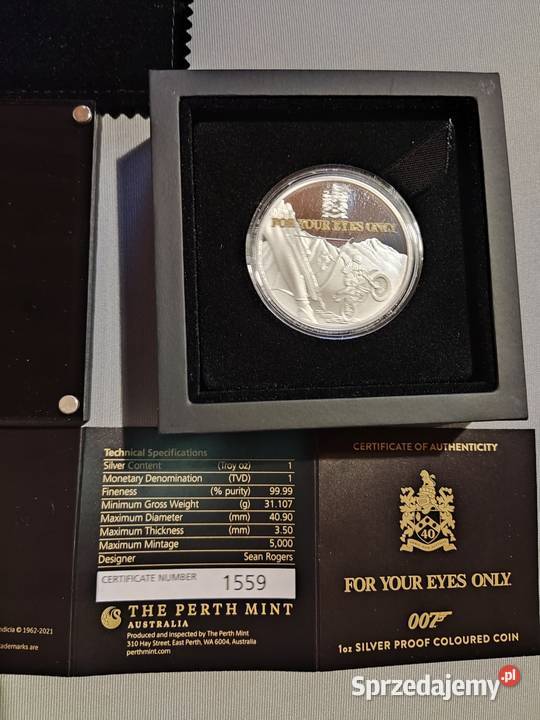 FOR YOUR EYES ONLY
Technical Specifications
Silver Content (Troy oz) 1
Monetary Denomination (TVD) 1
Fineness (% purity) 99.99
Minimum Gross Weight (g) 31.107
Maximum Diameter (mm) 40.90
Maximum Thickness (mm) 3.50
Maximum Mintage 5,000
Designer Sean Rogers
CERTIFICATE NUMBER 1559
THE PERTH MINT
AUSTRALIA
Produced and inspected by The Perth Mint
310 Hay Street, East Perth, WA 6004, Australia
perthmint.com
ndicia © 1962-2021
ademarks are
CERTIFICATE OF AUTHENTICITY
40
FOR YOUR EYES ONLY
007
1oz SILVER PROOF COLOURED COIN
Sprzedajemy.pl